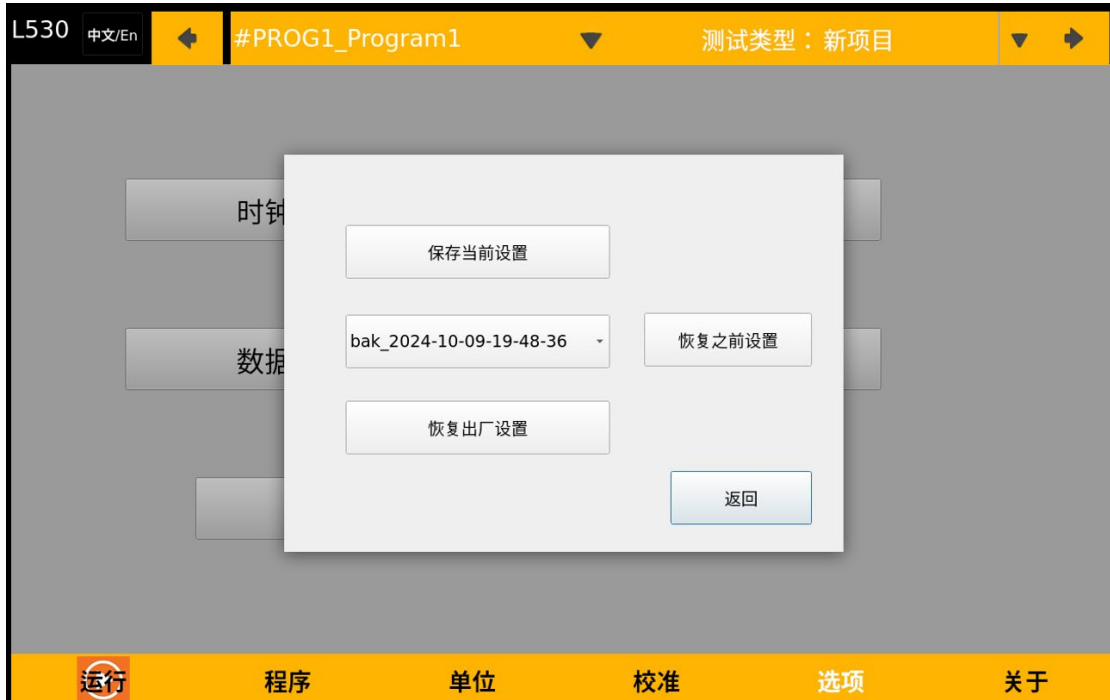 L530 中文/En #PROG1_Program1 测试类型：新项目
时钟
保存当前设置
bak_2024-10-09-19-48-36 恢复之前设置
数据
恢复出厂设置
返回
运行 程序 单位 校准 选项 关于